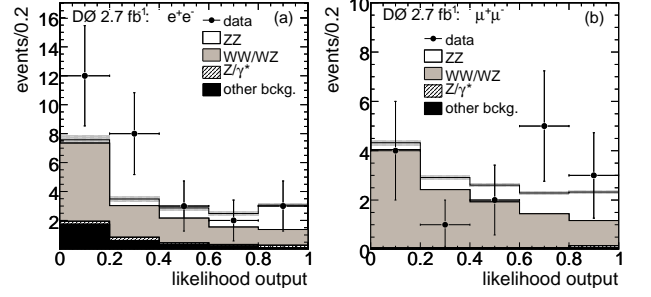 DØ 2.7 fb⁻¹: e⁺e⁻ (a)
data
ZZ
WW/WZ
Z/γ*
other bckg.
events/0.2
16
14
12
10
8
6
4
2
0 0.2 0.4 0.6 0.8 1
likelihood output
DØ 2.7 fb⁻¹: μ⁺μ⁻ (b)
data
ZZ
WW/WZ
Z/γ*
other bckg.
events/0.2
10
8
6
4
2
0 0.2 0.4 0.6 0.8 1
likelihood output